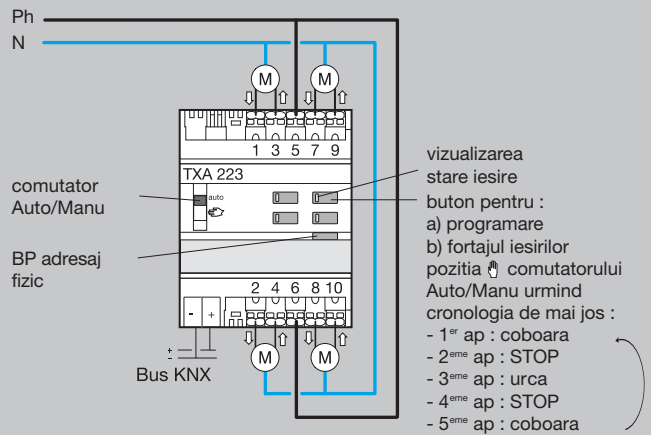 Ph
N
M M
1 3 5 7 9
TXA 223
auto
comutator
Auto/Manu
BP adresaj
fizic
vizualizarea
stare iesire
buton pentru :
a) programare
b) fortajul iesirilor
pozitia comutatorului
Auto/Manu urmind
cronologia de mai jos :
- 1er ap : coboara
- 2eme ap : STOP
- 3eme ap : urca
- 4eme ap : STOP
- 5eme ap : coboara
2 4 6 8 10
- +
M M
Bus KNX